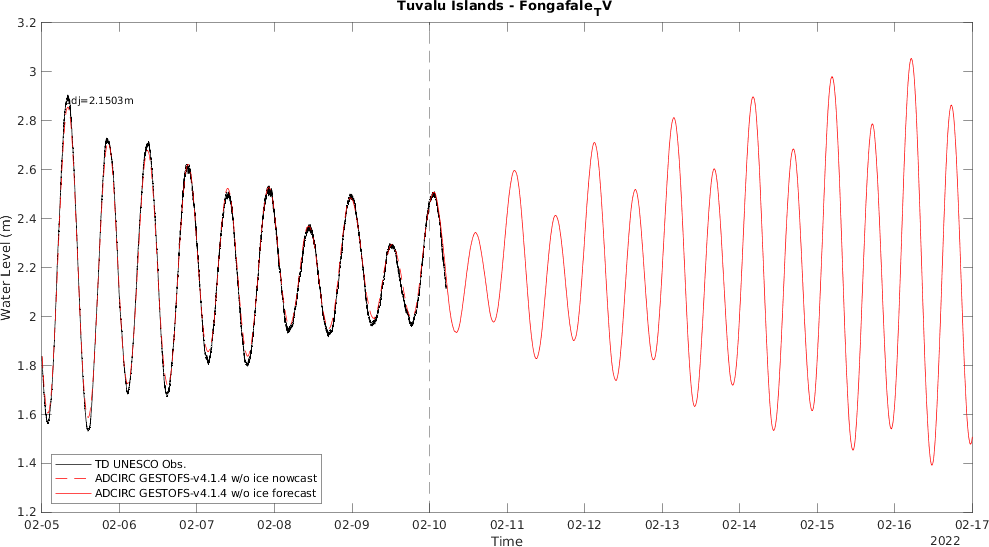 Tuvalu Islands - Fongafale_TV
3.2
3
2.8
2.6
2.4
2.2
2
1.8
1.6
1.4
1.2
Water Level (m)
dj=2.1503m
TD UNESCO Obs.
ADCIRC GESTOFS-v4.1.4 w/o ice nowcast
ADCIRC GESTOFS-v4.1.4 w/o ice forecast
02-05 02-06 02-07 02-08 02-09 02-10 02-11 02-12 02-13 02-14 02-15 02-16 02-17
Time
2022